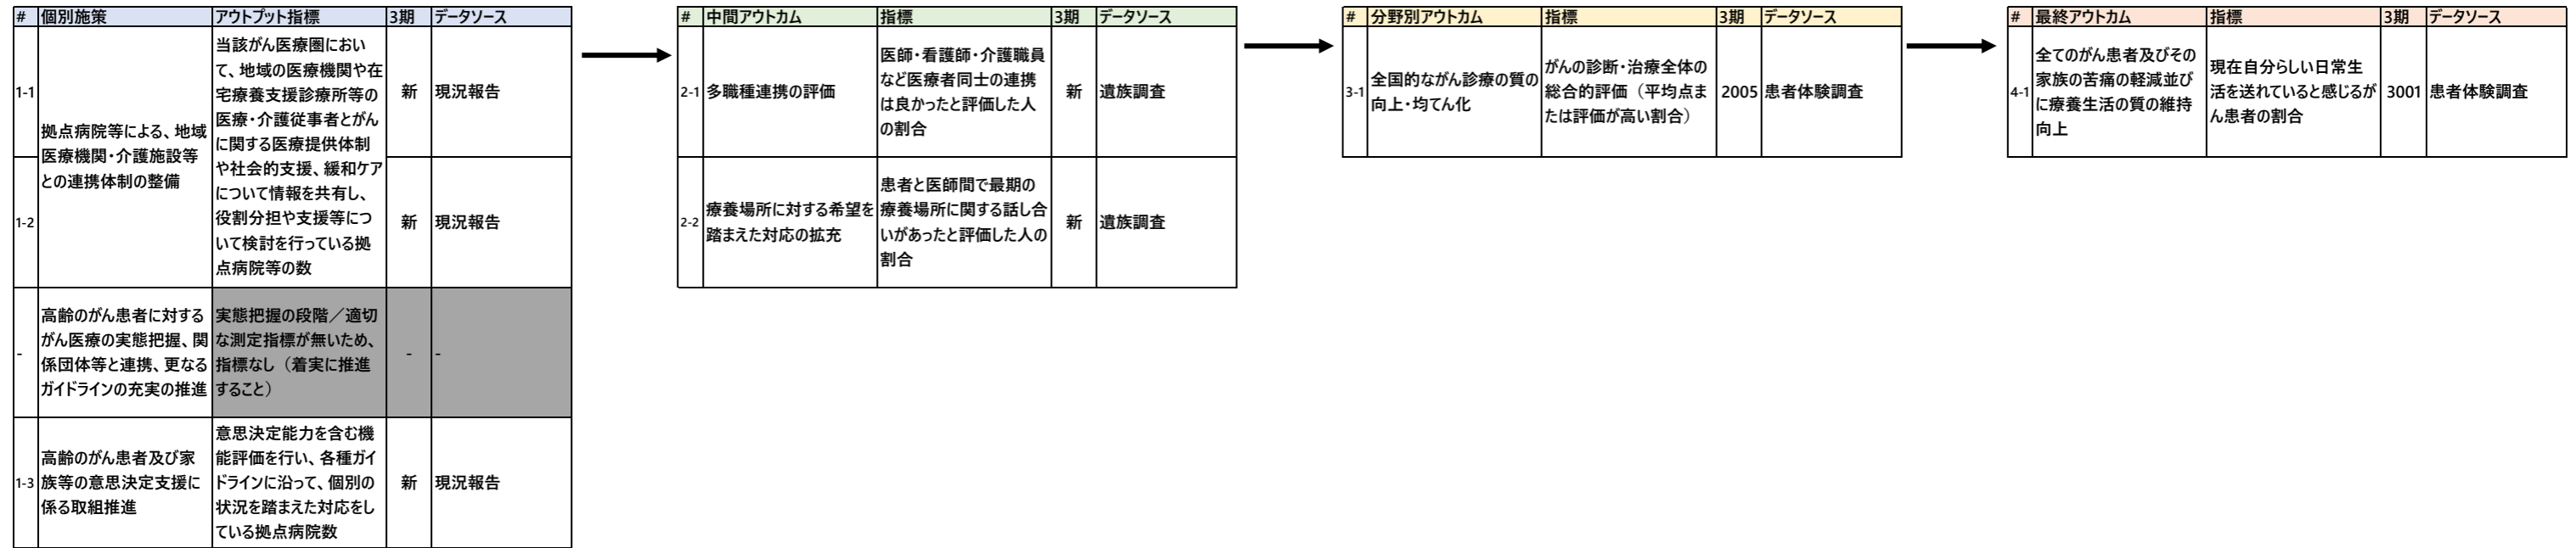 # 個別施策 アウトプット指標 3期 データソース
1-1
拠点病院等による、地域
医療機関・介護施設等
との連携体制の整備
当該がん医療圏におい
て、地域の医療機関や在
宅療養支援診療所等の
医療・介護従事者とがん
に関する医療提供体制
や社会的支援、緩和ケア
について情報を共有し、
役割分担や支援等につ
いて検討を行っている拠
点病院等の数
新 現況報告
1-2
新 現況報告
-
高齢のがん患者に対する
がん医療の実態把握、関
係団体等と連携、更なる
ガイドラインの充実の推進
実態把握の段階／適切
な測定指標が無いため、
指標なし（着実に推進
すること）
- -
1-3
高齢のがん患者及び家
族等の意思決定支援に
係る取組推進
意思決定能力を含む機
能評価を行い、各種ガイ
ドラインに沿って、個別の
状況を踏まえた対応をし
ている拠点病院数
新 現況報告
# 中間アウトカム 指標 3期 データソース
2-1 多職種連携の評価
医師・看護師・介護職員
など医療者同士の連携
は良かったと評価した人
の割合
新 遺族調査
2-2
療養場所に対する希望を
踏まえた対応の拡充
患者と医師間で最期の
療養場所に関する話し合
いがあったと評価した人の
割合
新 遺族調査
# 分野別アウトカム 指標 3期 データソース
3-1
全国的ながん診療の質の
向上・均てん化
がんの診断・治療全体の
総合的評価（平均点ま
たは評価が高い割合）
2005 患者体験調査
# 最終アウトカム 指標 3期 データソース
4-1
全てのがん患者及びその
家族の苦痛の軽減並び
に療養生活の質の維持
向上
現在自分らしい日常生
活を送れていると感じるが
ん患者の割合
3001 患者体験調査